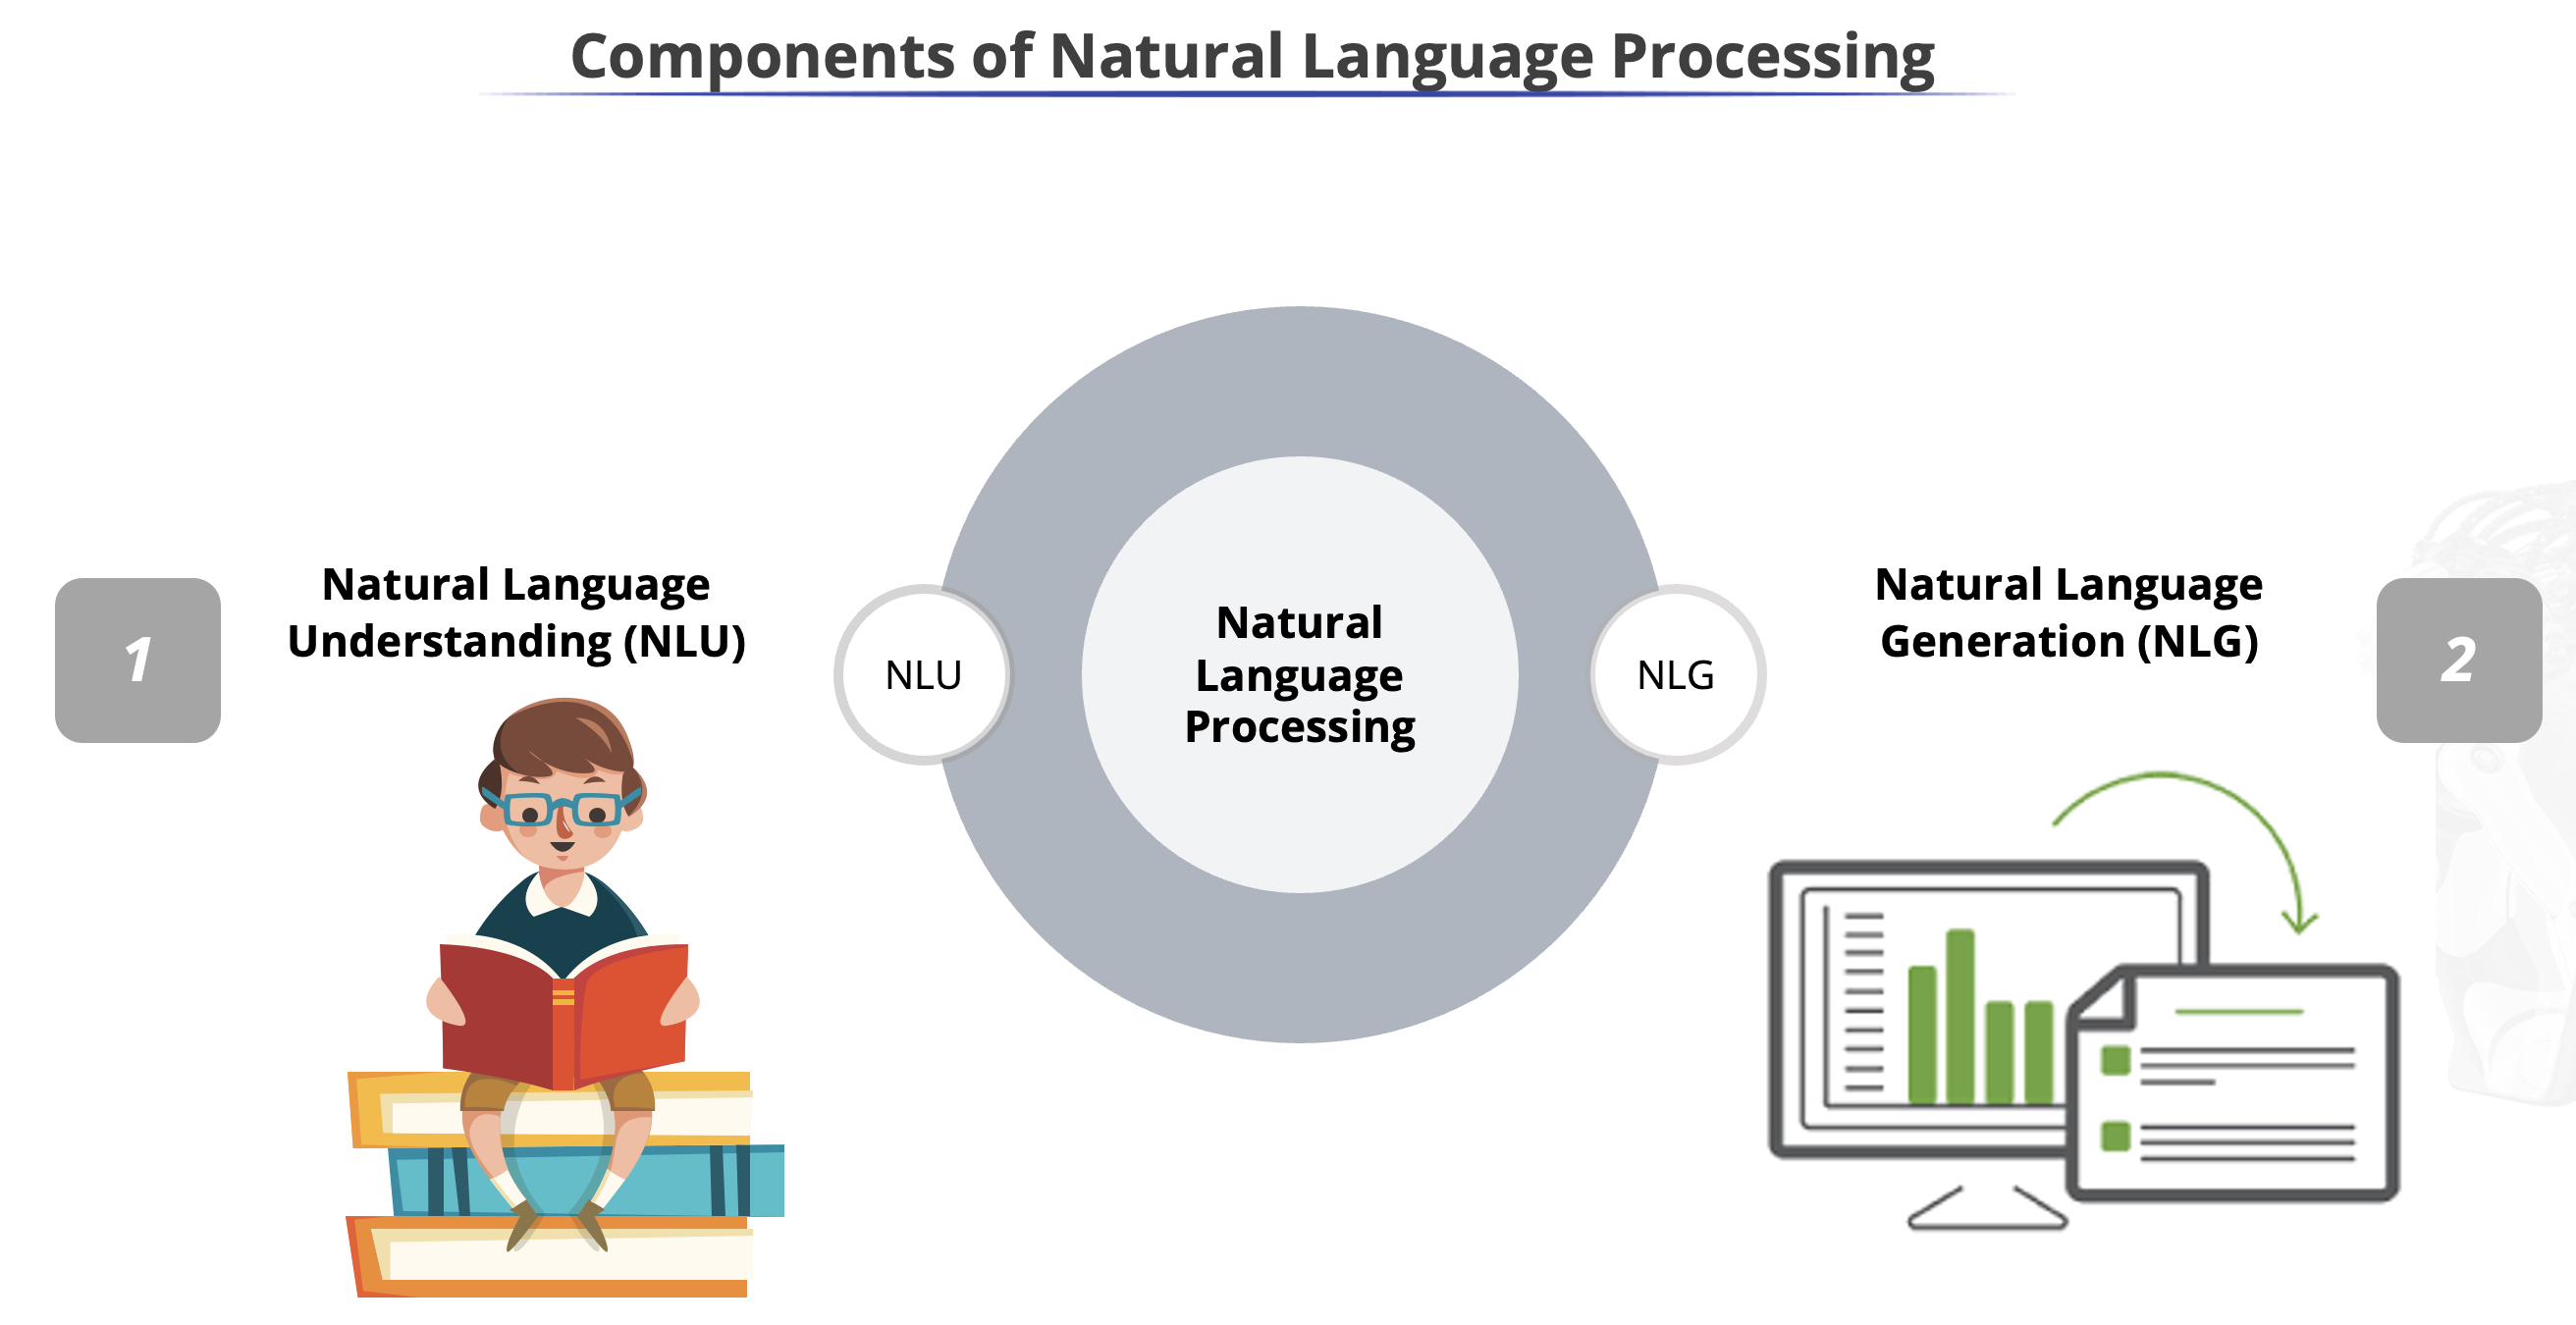 Components of Natural Language Processing
1
Natural Language
Understanding (NLU)
NLU
Natural
Language
Processing
NLG
Natural Language
Generation (NLG)
2